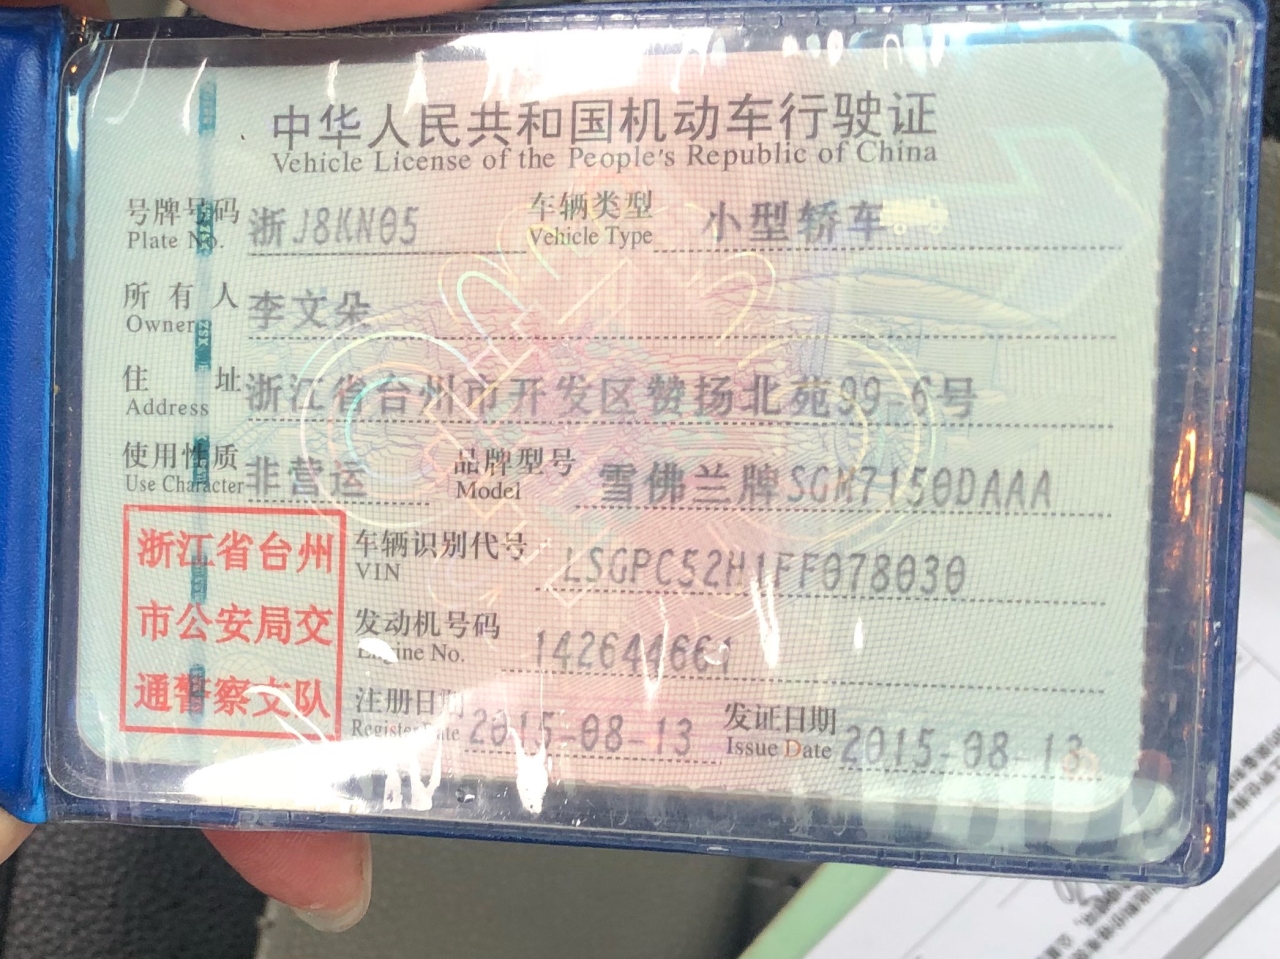 中华人民共和国机动车行驶证
Vehicle License of the People's Republic of China
号牌号码 浙J8KN05 车辆类型 小型轿车
Plate No. Vehicle Type
所有人 李文朵
Owner
住址 浙江省台州市开发区赞扬北苑99-6号
Address
使用性质 非营运 品牌型号 雪佛兰牌SGM7150DAAA
Use Character Model
浙江省台州
市公安局交
通警察支队
车辆识别代号 LSGPC52H1FF078030
VIN
发动机号码 142644661
Engine No.
注册日期 2015-08-13 发证日期 2015-08-13
Register Date Issue Date